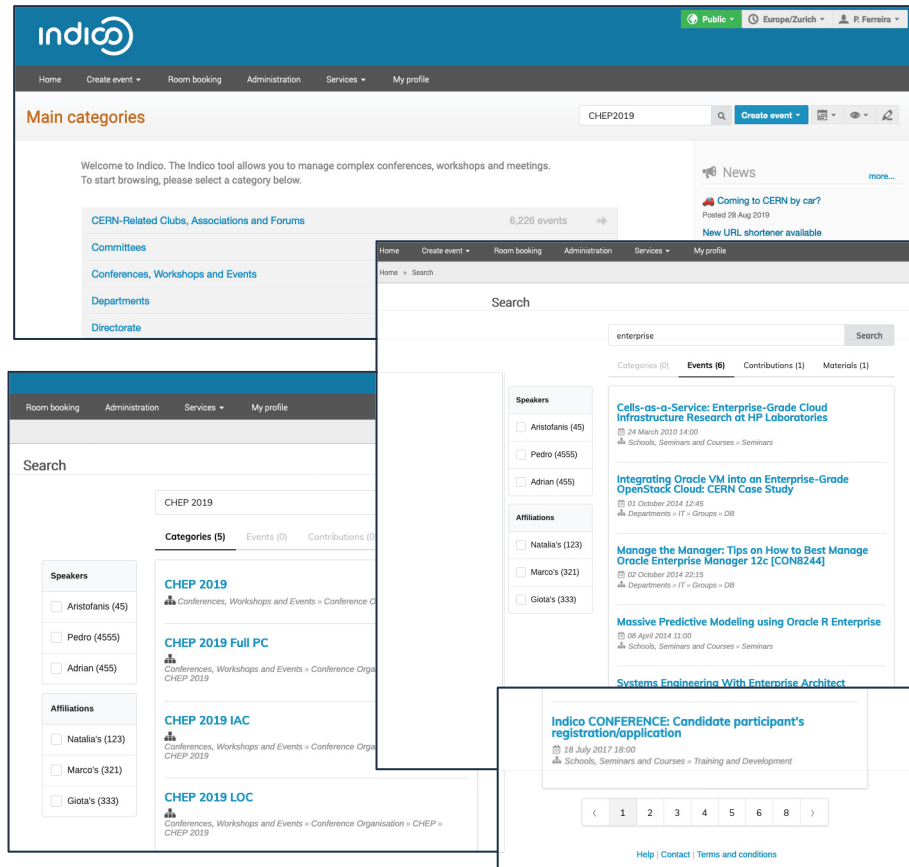 indico
Public
Europe/Zurich
P. Ferreira
Home Create event Room booking Administration Services My profile
Main categories
CHEP2019
Create event
Welcome to Indico. The Indico tool allows you to manage complex conferences, workshops and meetings.
To start browsing, please select a category below.
News
more...
Coming to CERN by car?
Posted 28 Aug 2019
New URL shortener available
CERN-Related Clubs, Associations and Forums 6,226 events
Committees
Conferences, Workshops and Events
Departments
Directorate
Home Create event Room booking Administration Services My profile
Home » Search
Search
enterprise
Search
Categories (0) Events (6) Contributions (1) Materials (1)
Speakers
Aristofanis (45)
Pedro (4555)
Adrian (455)
Affiliations
Natalia's (123)
Marco's (321)
Giota's (333)
Cells-as-a-Service: Enterprise-Grade Cloud
Infrastructure Research at HP Laboratories
24 March 2010 14:00
Schools, Seminars and Courses » Seminars
Integrating Oracle VM into an Enterprise-Grade
OpenStack Cloud: CERN Case Study
01 October 2014 12:45
Departments » IT » Groups » DB
Manage the Manager: Tips on How to Best Manage
Oracle Enterprise Manager 12c [CON8244]
02 October 2014 22:15
Departments » IT » Groups » DB
Massive Predictive Modeling using Oracle R Enterprise
08 April 2014 11:00
Schools, Seminars and Courses » Seminars
Systems Engineering With Enterprise Architect
Room booking Administration Services My profile
Search
CHEP 2019
Categories (5) Events (0) Contributions (0
Speakers
Aristofanis (45)
Pedro (4555)
Adrian (455)
Affiliations
Natalia's (123)
Marco's (321)
Giota's (333)
CHEP 2019
Conferences, Workshops and Events » Conference O
CHEP 2019 Full PC
Conferences, Workshops and Events » Conference Orga
CHEP 2019
CHEP 2019 IAC
Conferences, Workshops and Events » Conference Orga
CHEP 2019
CHEP 2019 LOC
Conferences, Workshops and Events » Conference Organisation » CHEP »
CHEP 2019
Indico CONFERENCE: Candidate participant's
registration/application
18 July 2017 18:00
Schools, Seminars and Courses » Training and Development
〈 1 2 3 4 5 6 8 〉
Help | Contact | Terms and conditions